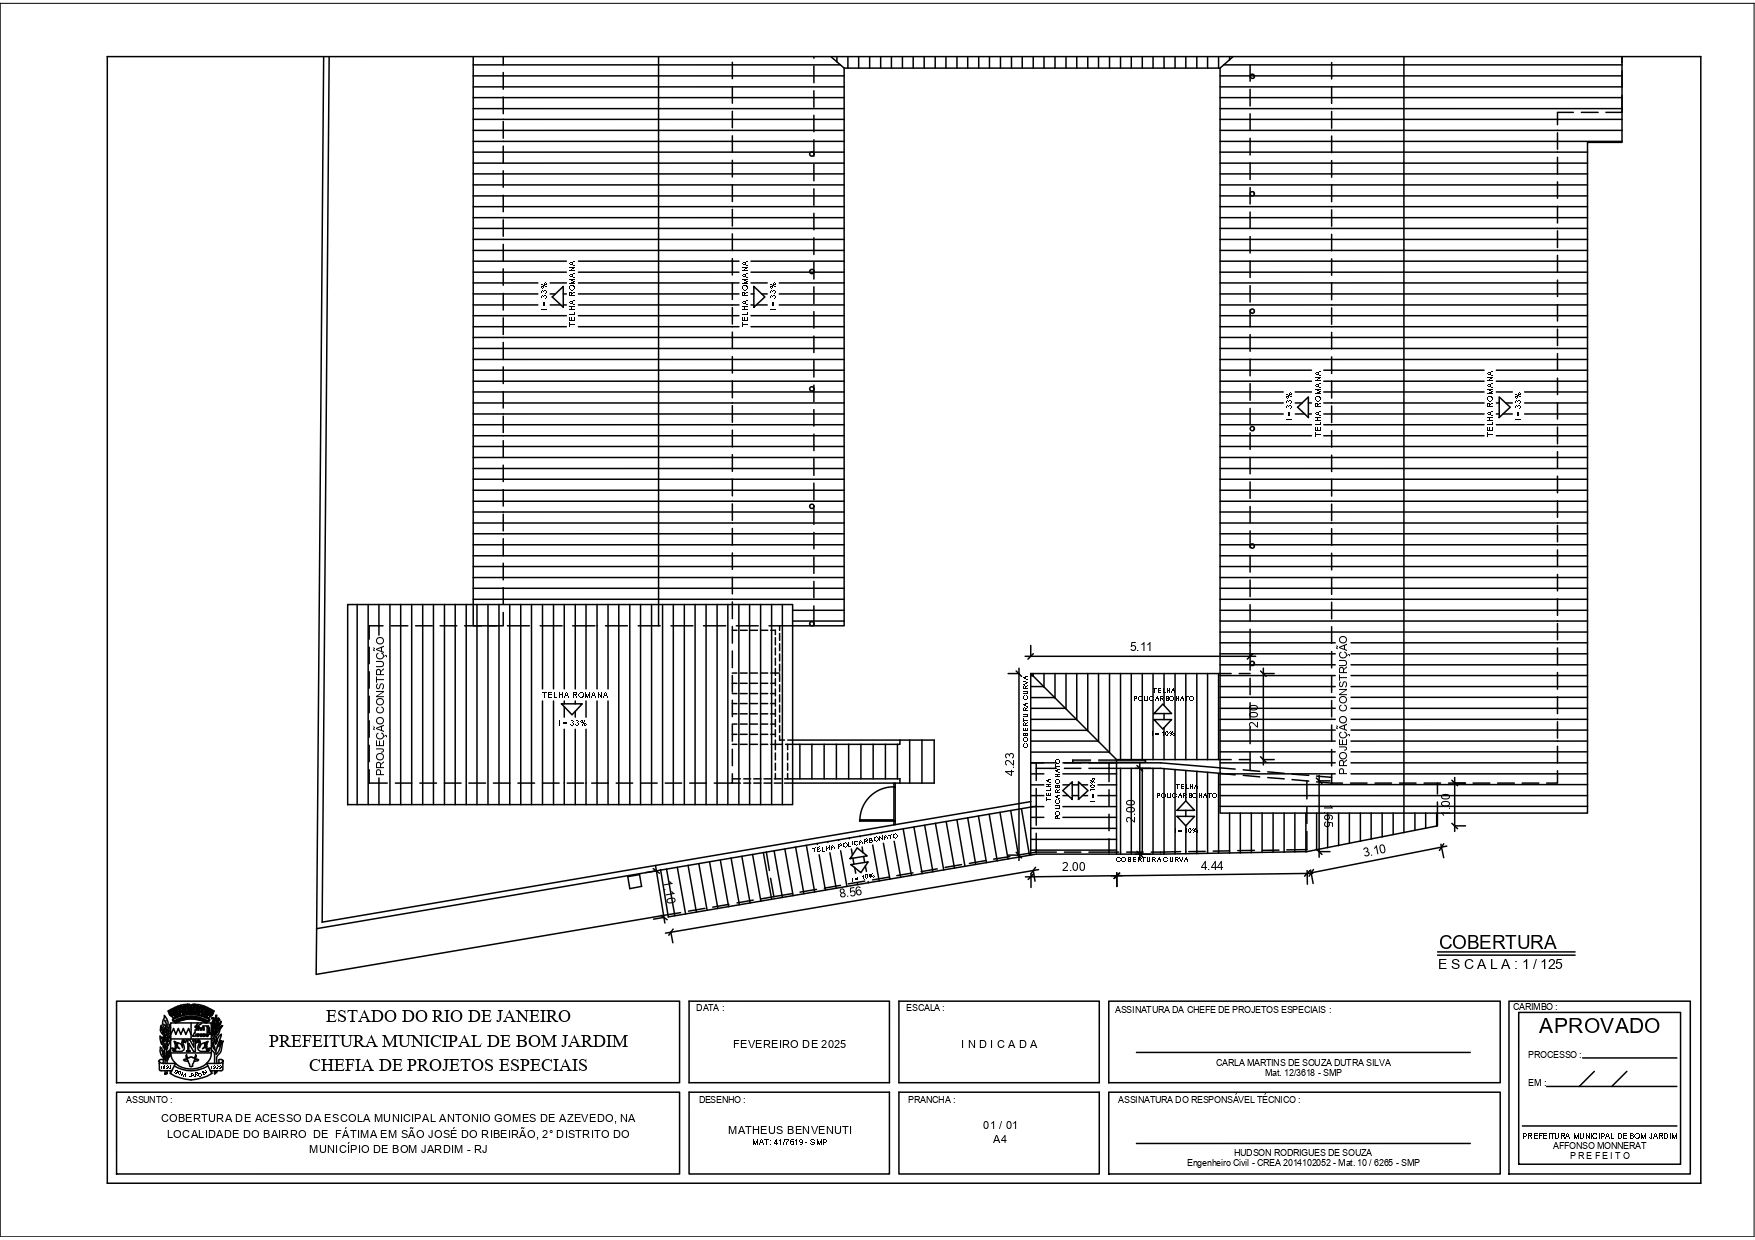 TELHA ROMANA
I = 33%
TELHA ROMANA
I = 33%
TELHA ROMANA
I = 33%
TELHA ROMANA
I = 33%
PROJEÇÃO CONSTRUÇÃO
TELHA ROMANA
I = 33%
PROJEÇÃO CONSTRUÇÃO
5.11
COBERTURA CURVA
4.23
TELHA
POLICARBONATO
I = 10%
2.00
TELHA
POLICARBONATO
I = 10%
2.00
TELHA
POLICARBONATO
I = 10%
1.65
1.00
TELHA POLICARBONATO
I = 10%
1.10
8.56
COBERTURA CURVA
2.00
4.44
3.10
COBERTURA
ESCALA: 1 / 125
BOM JARDIM
ESTADO DO RIO DE JANEIRO
PREFEITURA MUNICIPAL DE BOM JARDIM
CHEFIA DE PROJETOS ESPECIAIS
DATA :
FEVEREIRO DE 2025
ESCALA :
INDICADA
ASSINATURA DA CHEFE DE PROJETOS ESPECIAIS :
CARLA MARTINS DE SOUZA DUTRA SILVA
Mat. 12/3618 - SMP
CARIMBO :
APROVADO
PROCESSO :
EM :
PREFEITURA MUNICIPAL DE BOM JARDIM
AFFONSO MONNERAT
PREFEITO
ASSUNTO :
COBERTURA DE ACESSO DA ESCOLA MUNICIPAL ANTONIO GOMES DE AZEVEDO, NA
LOCALIDADE DO BAIRRO DE FÁTIMA EM SÃO JOSÉ DO RIBEIRÃO, 2° DISTRITO DO
MUNICÍPIO DE BOM JARDIM - RJ
DESENHO :
MATHEUS BENVENUTI
MAT: 41/7619 - SMP
PRANCHA :
01 / 01
A4
ASSINATURA DO RESPONSÁVEL TÉCNICO :
HUDSON RODRIGUES DE SOUZA
Engenheiro Civil - CREA 2014102052 - Mat. 10 / 6265 - SMP